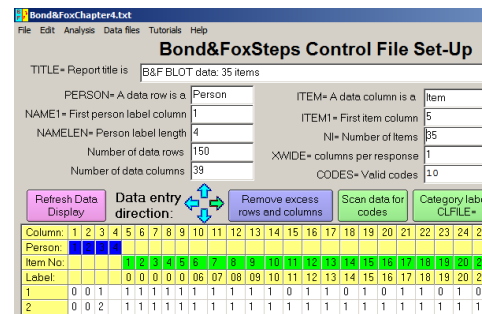 Bond&FoxChapter4.txt
File Edit Analysis Data files Tutorials Help
Bond&FoxSteps Control File Set-Up
TITLE= Report title is B&F BLOT data: 35 items
PERSON= A data row is a Person ITEM= A data column is a Item
NAME1= First person label column 1 ITEM1= First item column 5
NAMELEN= Person label length 4 NI= Number of Items 35
Number of data rows 150 XWIDE= columns per response 1
Number of data columns 39 CODES= Valid codes 10
Refresh Data Display Data entry direction: Remove excess rows and columns Scan data for codes Category labe CLFILE=
Column: 1 2 3 4 5 6 7 8 9 10 11 12 13 14 15 16 17 18 19 20 21 22 23 24 2
Person: 1 2 3 4
Item No: 1 2 3 4 5 6 7 8 9 10 11 12 13 14 15 16 17 18 19 20 2
Label: 0 0 0 0 0 06 07 08 09 10 11 12 13 14 15 16 17 18 19 20 2
1 0 0 1 1 1 1 1 1 1 1 1 1 0 1 1 0 1 0 1 1 1 0 1 0
2 0 0 2 1 1 1 1 1 1 1 1 1 1 1 1 1 1 1 1 1 1 1 1 1